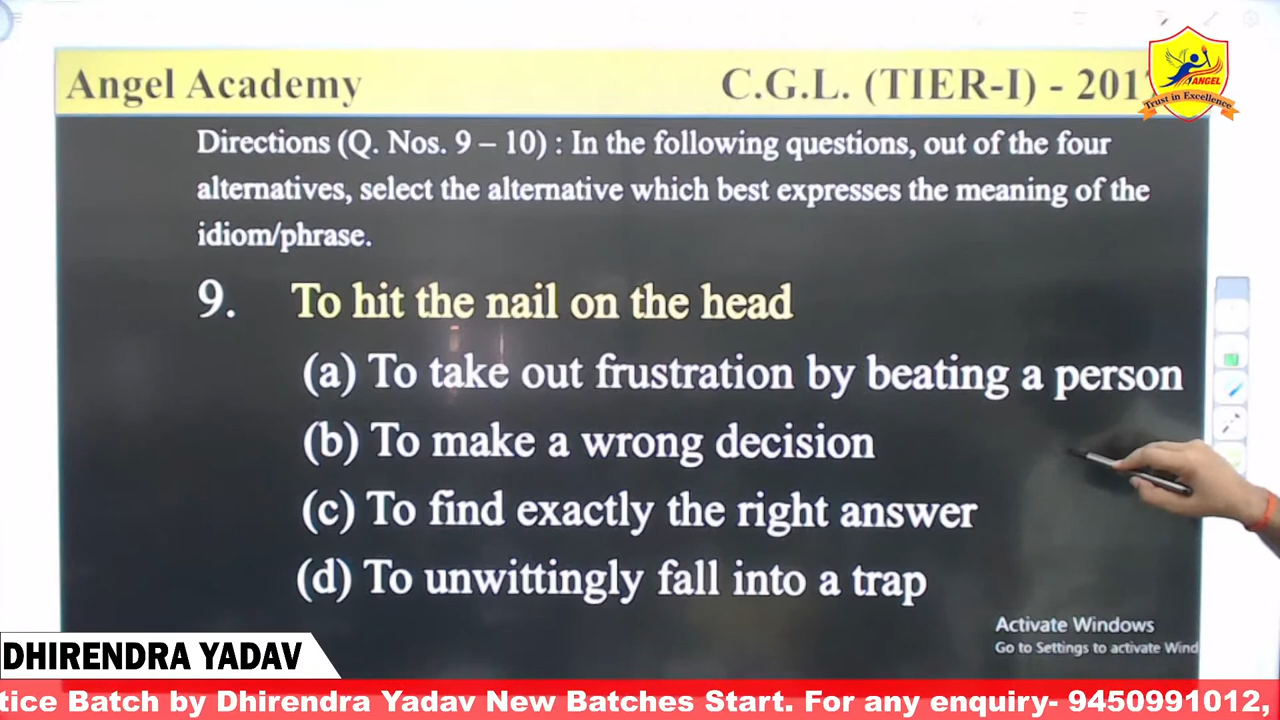 Angel Academy
C.G.L. (TIER-I) - 201
ANGEL
Trust in Excellence
Directions (Q. Nos. 9 – 10) : In the following questions, out of the four
alternatives, select the alternative which best expresses the meaning of the
idiom/phrase.
9. To hit the nail on the head
(a) To take out frustration by beating a person
(b) To make a wrong decision
(c) To find exactly the right answer
(d) To unwittingly fall into a trap
Activate Windows
Go to Settings to activate Wind
DHIRENDRA YADAV
tice Batch by Dhirendra Yadav New Batches Start. For any enquiry- 9450991012,